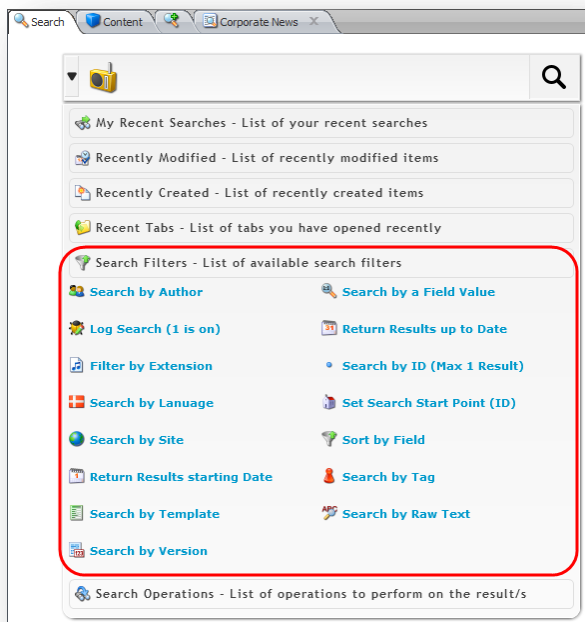 Search Content Corporate News X
My Recent Searches - List of your recent searches
Recently Modified - List of recently modified items
Recently Created - List of recently created items
Recent Tabs - List of tabs you have opened recently
Search Filters - List of available search filters
Search by Author Search by a Field Value
Log Search (1 is on) Return Results up to Date
Filter by Extension Search by ID (Max 1 Result)
Search by Lanuage Set Search Start Point (ID)
Search by Site Sort by Field
Return Results starting Date Search by Tag
Search by Template Search by Raw Text
Search by Version
Search Operations - List of operations to perform on the result/s